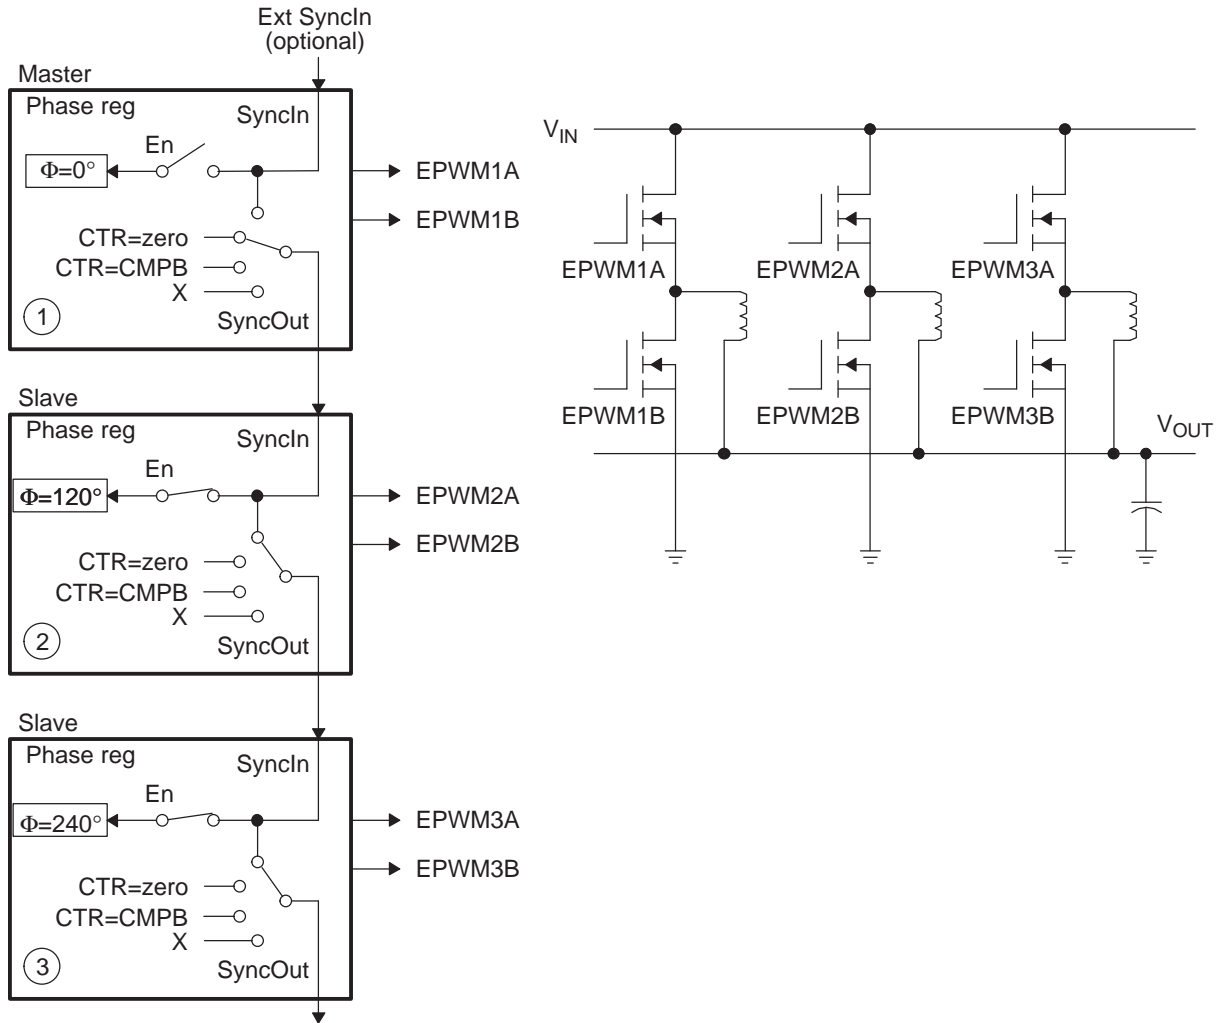 Ext SyncIn
(optional)
Master
Phase reg
SyncIn
En
Φ=0°
EPWM1A
EPWM1B
CTR=zero
CTR=CMPB
X
1
SyncOut
Slave
Phase reg
SyncIn
En
Φ=120°
EPWM2A
EPWM2B
CTR=zero
CTR=CMPB
X
2
SyncOut
Slave
Phase reg
SyncIn
En
Φ=240°
EPWM3A
EPWM3B
CTR=zero
CTR=CMPB
X
3
SyncOut
VIN
EPWM1A
EPWM2A
EPWM3A
EPWM1B
EPWM2B
EPWM3B
VOUT